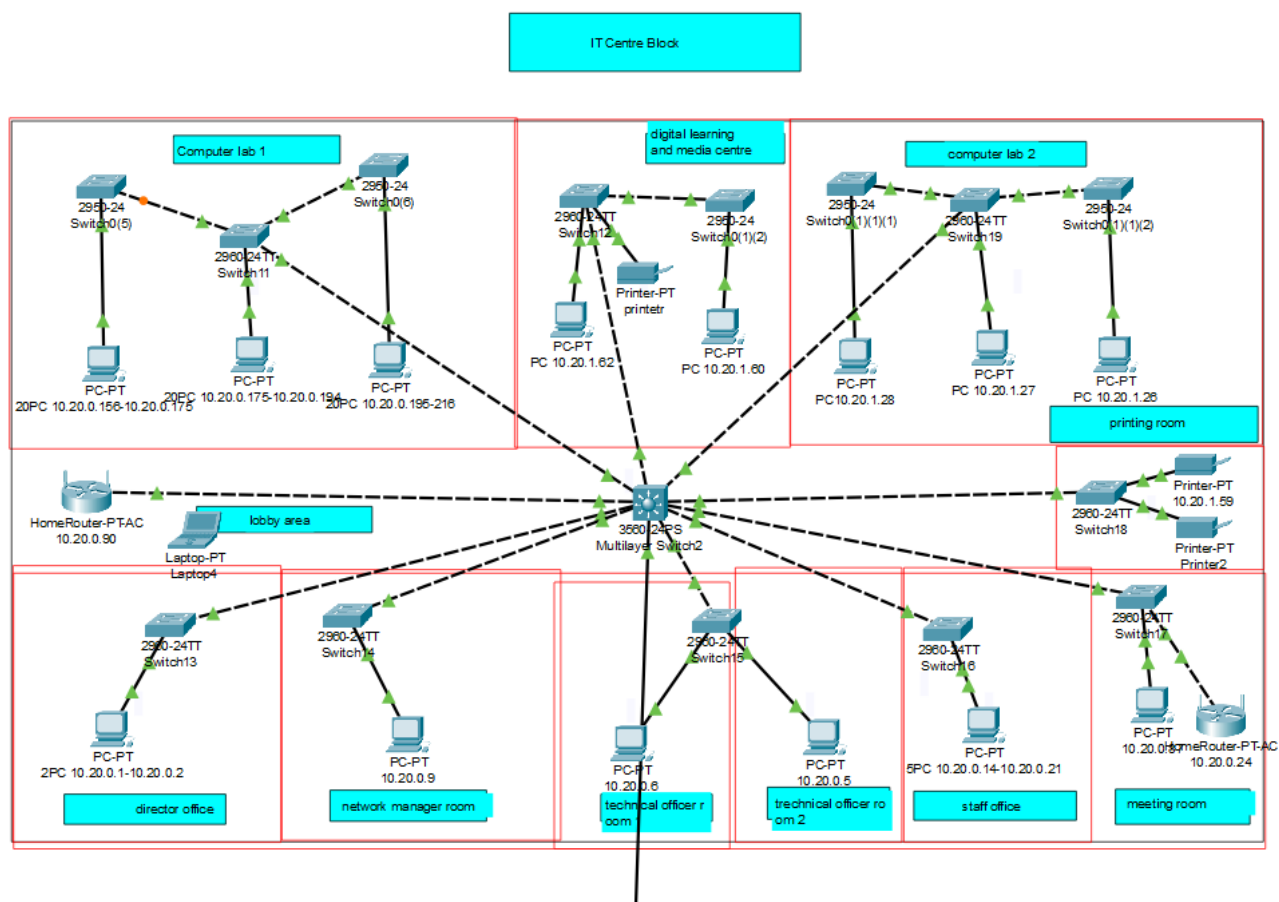 IT Centre Block
Computer lab 1
2950-24
Switch0(5)
2950-24
Switch0(6)
2960-24TT
Switch11
PC-PT
20PC 10.20.0.156-10.20.0.175
PC-PT
20PC 10.20.0.175-10.20.0.194
PC-PT
20PC 10.20.0.195-216
digital learning
and media centre
2960-24TT
Switch12
2950-24
Switch0(1)(2)
Printer-PT
printetr
PC-PT
PC 10.20.1.62
PC-PT
PC 10.20.1.60
computer lab 2
2950-24
Switch0(1)(1)(1)
2960-24TT
Switch19
2950-24
Switch0(1)(1)(2)
PC-PT
PC10.20.1.28
PC-PT
PC 10.20.1.27
PC-PT
PC 10.20.1.26
printing room
HomeRouter-PT-AC
10.20.0.90
lobby area
Laptop-PT
Laptop4
3560-24PS
Multilayer Switch2
2960-24TT
Switch18
Printer-PT
10.20.1.59
Printer-PT
Printer2
2960-24TT
Switch13
PC-PT
2PC 10.20.0.1-10.20.0.2
director office
2960-24TT
Switch14
PC-PT
10.20.0.9
network manager room
2960-24TT
Switch15
PC-PT
10.20.0.6
technical officer r
oom
PC-PT
10.20.0.5
trechnical officer ro
om 2
2960-24TT
Switch16
PC-PT
5PC 10.20.0.14-10.20.0.21
staff office
2960-24TT
Switch17
PC-PT
HomeRouter-PT-AC
10.20.0.24
meeting room